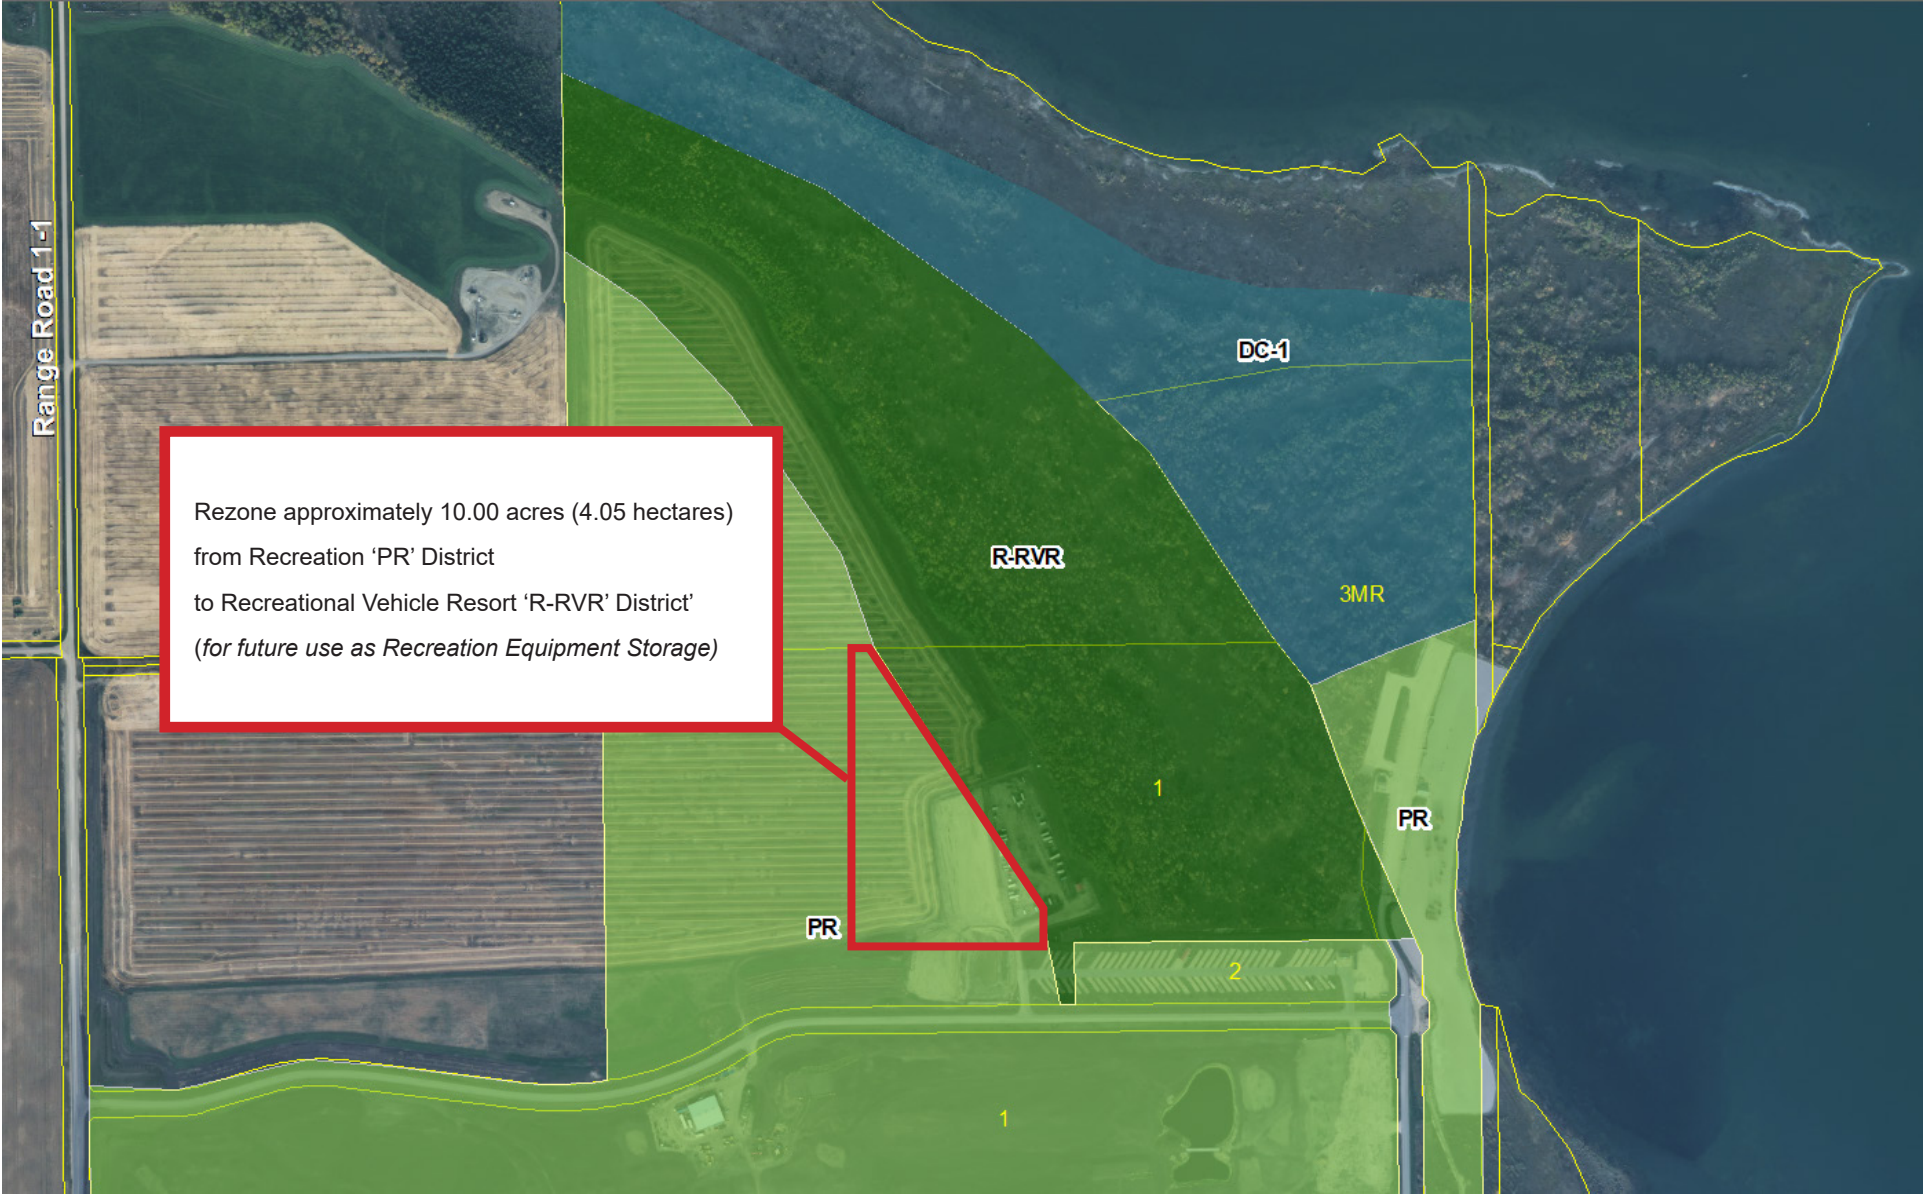 Range Road 1-1
DC-1
Rezone approximately 10.00 acres (4.05 hectares)
from Recreation ‘PR’ District
to Recreational Vehicle Resort ‘R-RVR’ District’
(for future use as Recreation Equipment Storage)
R-RVR
3MR
1
PR
PR
2
1